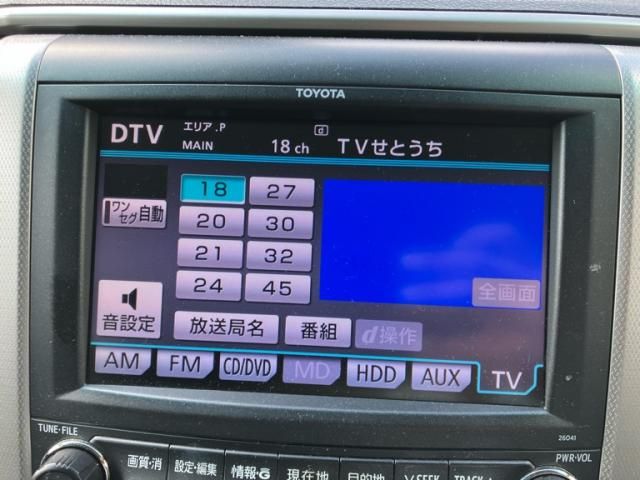 TOYOTA
DTV エリア.P MAIN d 18 ch TVせとうち
18 27
ワンセグ 自動
20 30
21 32
24 45
全画面
音設定 放送局名 番組 d操作
AM FM CD/DVD MD HDD AUX TV
TUNE・FILE 26041 PWR・VOL
画質・消 設定・編集 情報・G 現在地 目的地 SEEK TRACK